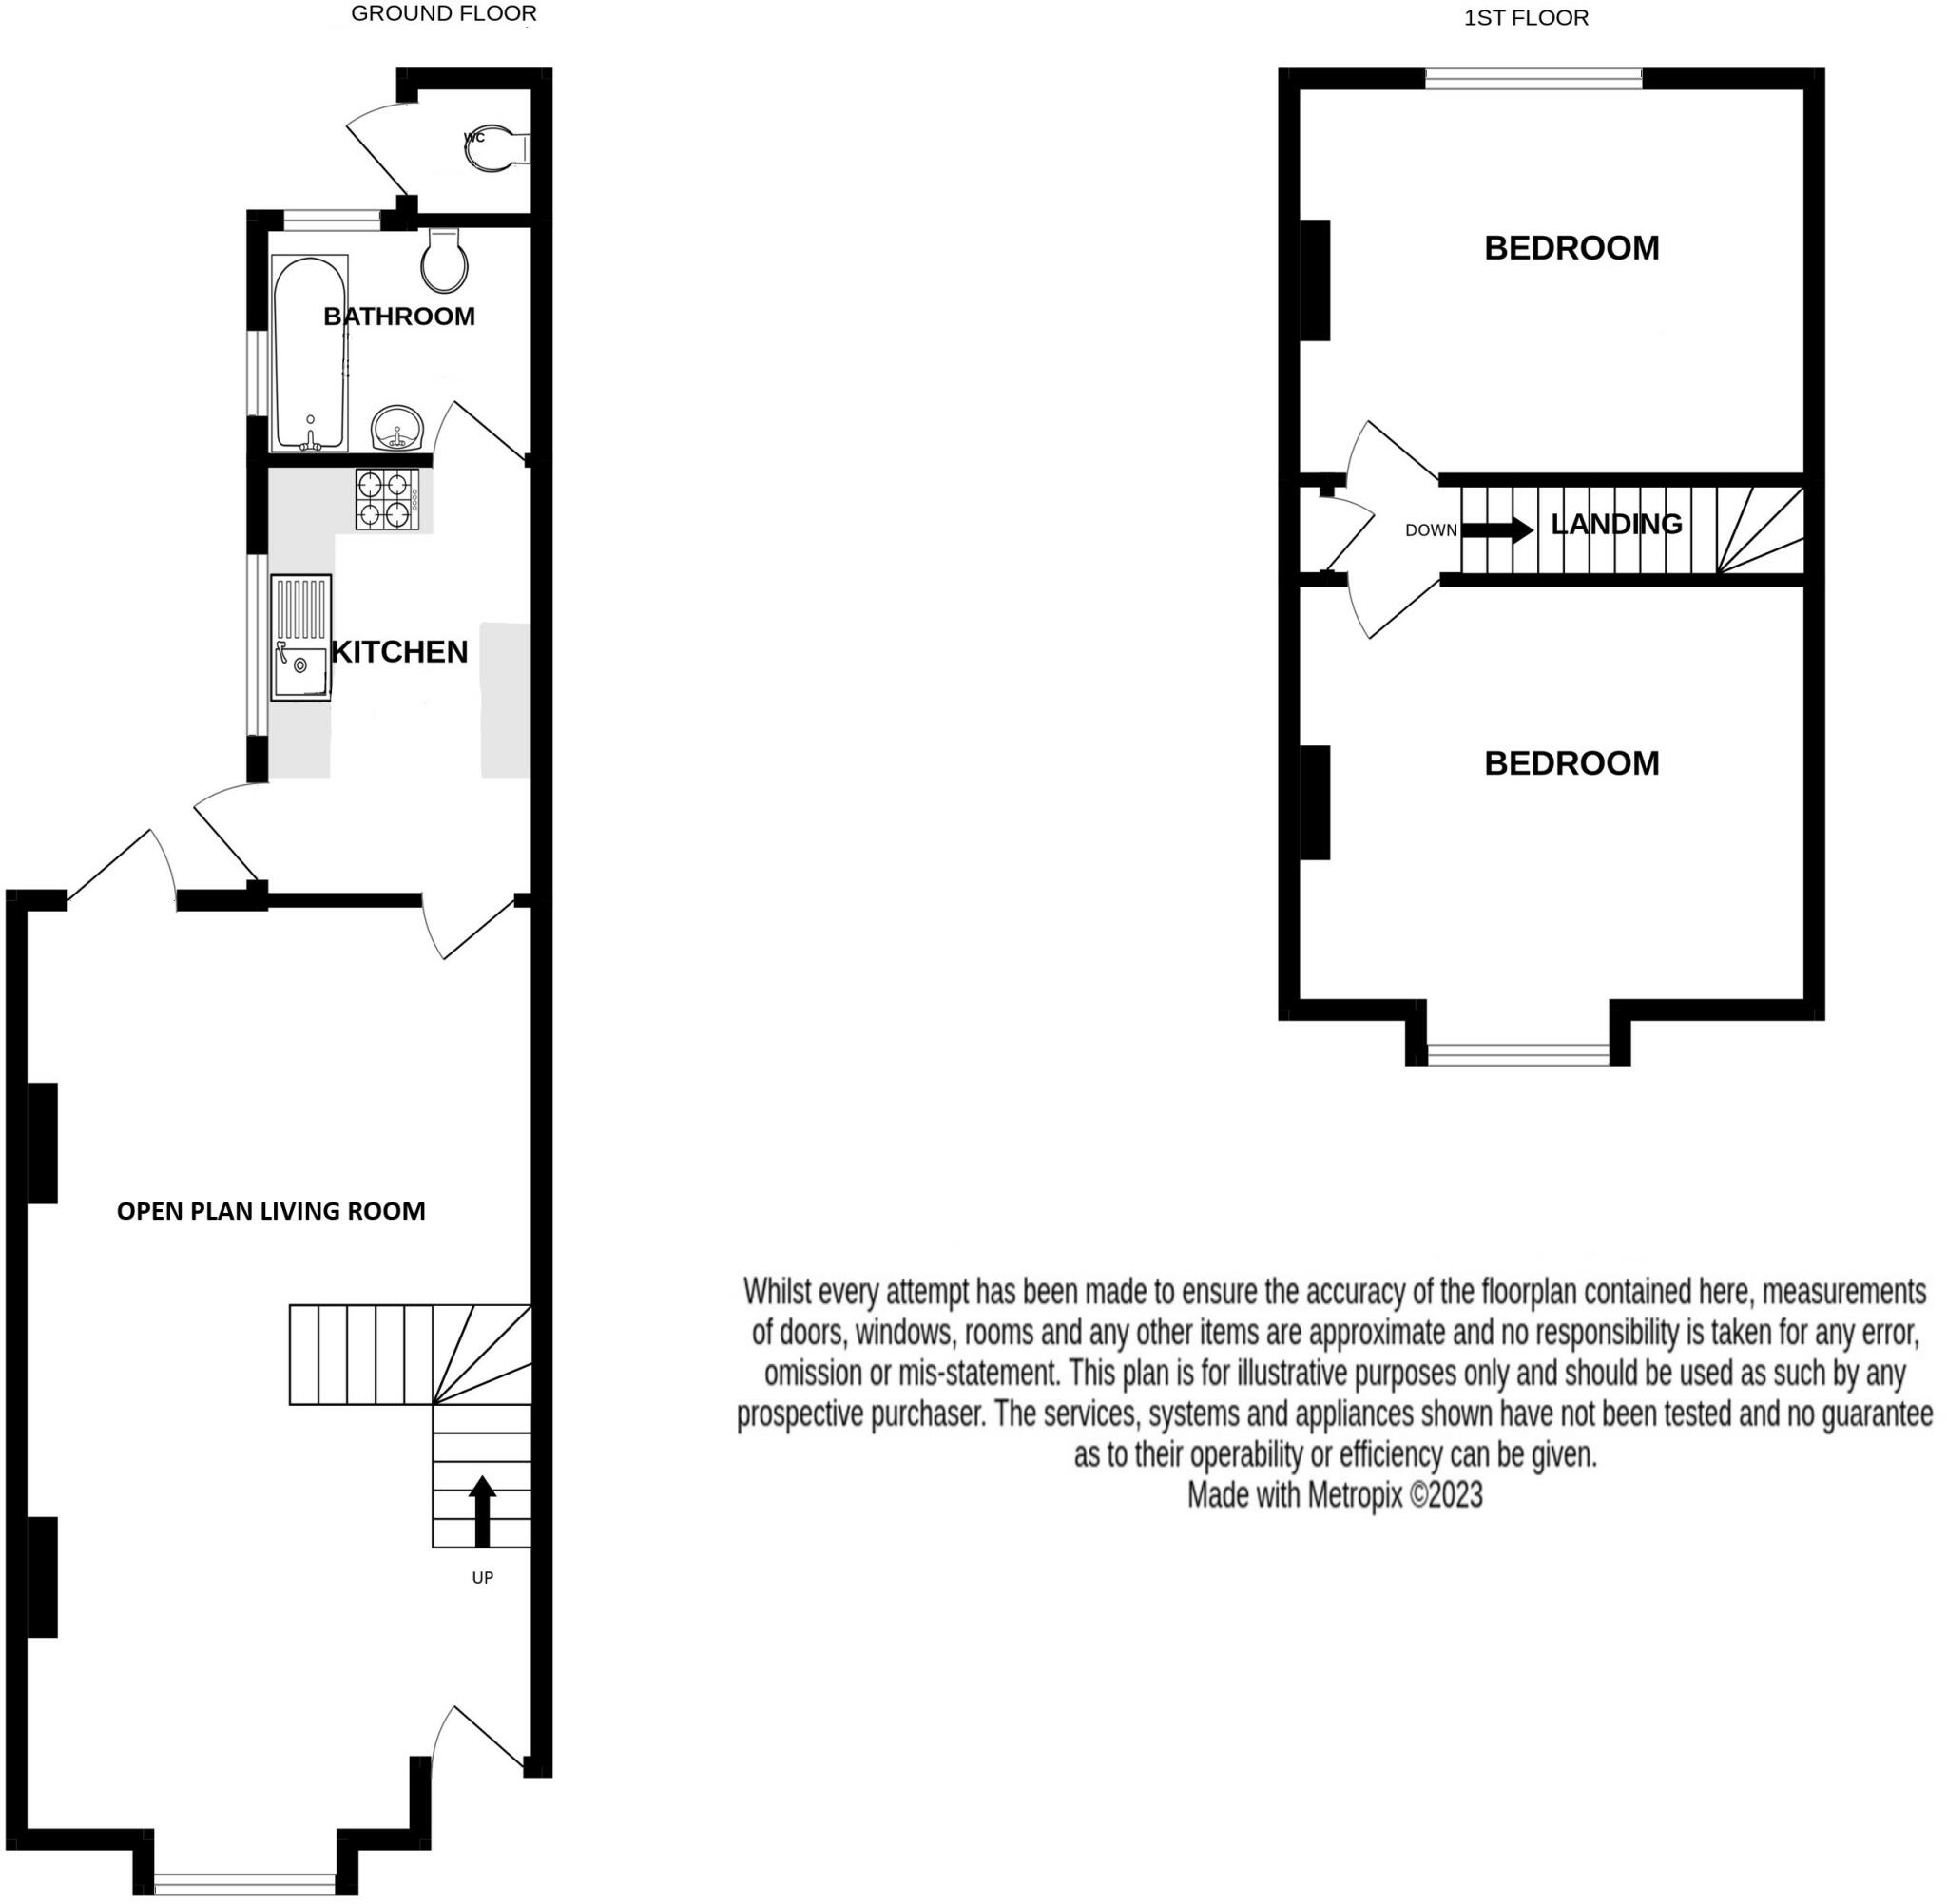 GROUND FLOOR
1ST FLOOR
WC
BATHROOM
KITCHEN
OPEN PLAN LIVING ROOM
UP
BEDROOM
DOWN
LANDING
BEDROOM
Whilst every attempt has been made to ensure the accuracy of the floorplan contained here, measurements
of doors, windows, rooms and any other items are approximate and no responsibility is taken for any error,
omission or mis-statement. This plan is for illustrative purposes only and should be used as such by any
prospective purchaser. The services, systems and appliances shown have not been tested and no guarantee
as to their operability or efficiency can be given.
Made with Metropix ©2023